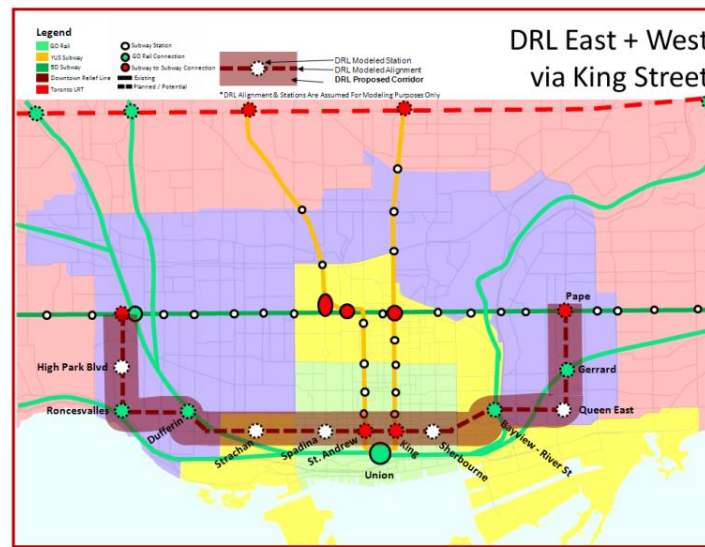 DRL East + West
via King Street
Legend
GO Rail
YUS Subway
BD Subway
Downtown Relief Line
Toronto LRT
Subway Station
GO Rail Connection
Subway to Subway Connection
Existing
Planned / Potential
DRL Modeled Station
DRL Modeled Alignment
DRL Proposed Corridor
*DRL Alignment & Stations Are Assumed For Modeling Purposes Only
Pape
High Park Blvd
Gerrard
Roncesvalles
Dufferin
Queen East
Strachan
Spadina
St. Andrew
King
Sherbourne
Bayview - River St
Union